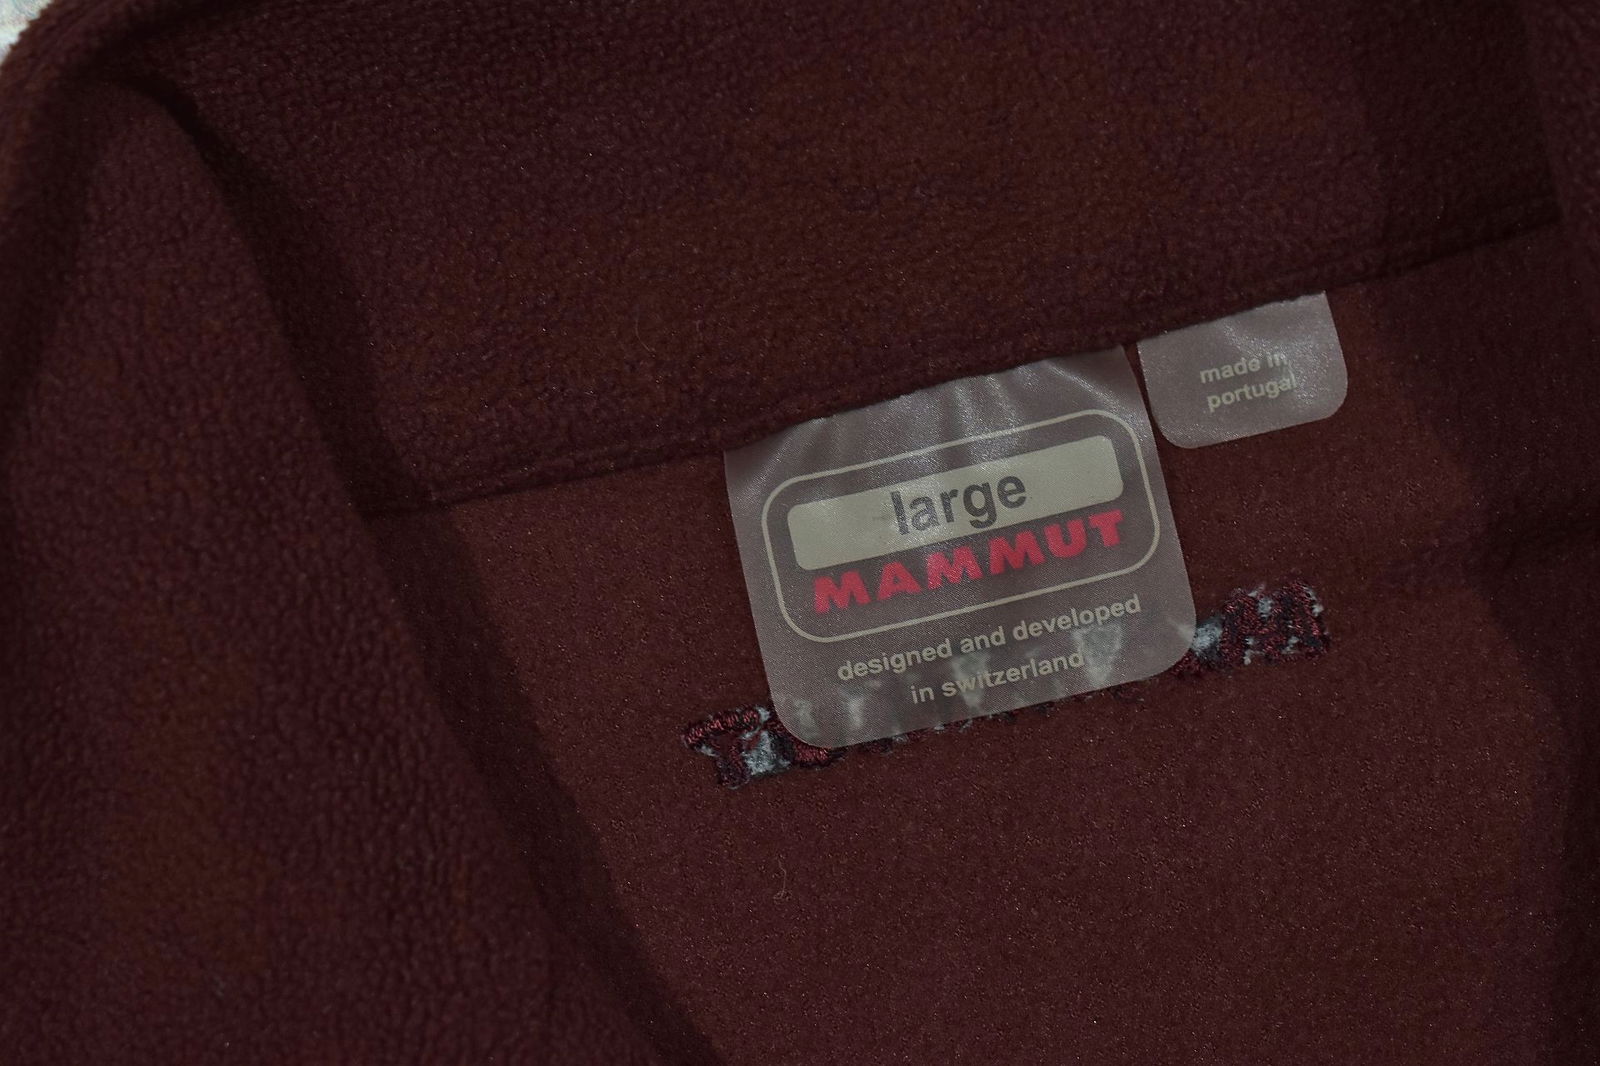 large
MAMMUT
designed and developed
in switzerland
made in
portugal